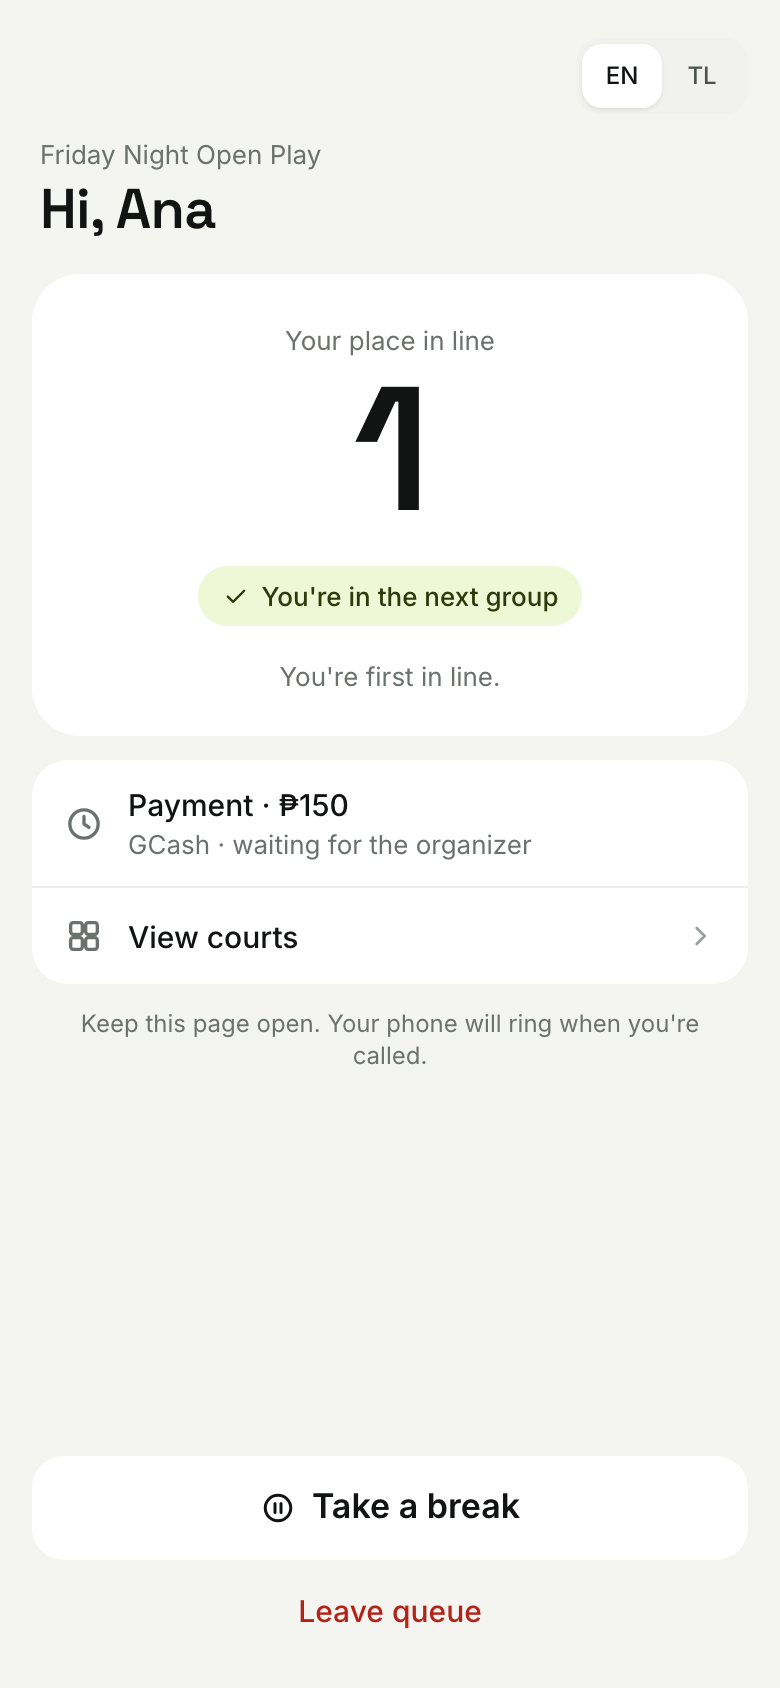 EN
TL
Friday Night Open Play
Hi, Ana
Your place in line
1
You're in the next group
You're first in line.
Payment · ₱150
GCash · waiting for the organizer
View courts
Keep this page open. Your phone will ring when you're
called.
Take a break
Leave queue